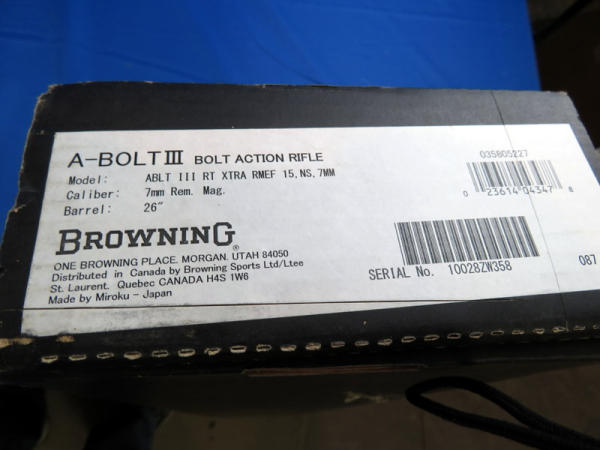 A-BOLT III BOLT ACTION RIFLE
Model: ABLT III RT XTRA RMEF 15,NS,7MM
Caliber: 7mm Rem. Mag.
Barrel: 26"
035805227
0 23614 04347 8
BROWNING®
ONE BROWNING PLACE. MORGAN. UTAH 84050
Distributed in Canada by Browning Sports Ltd/Ltee
St. Laurent. Quebec CANADA H4S 1W6
Made by Miroku - Japan
SERIAL No. 10028ZW358
087